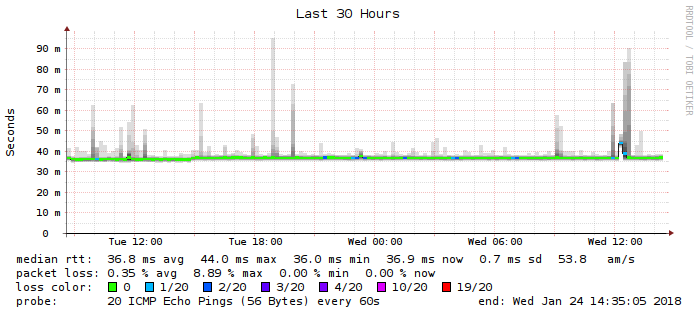 Last 30 Hours
RRDTOOL / TOBI OETIKER
Seconds
90 m
80 m
70 m
60 m
50 m
40 m
30 m
20 m
10 m
0
Tue 12:00 Tue 18:00 Wed 00:00 Wed 06:00 Wed 12:00
median rtt: 36.8 ms avg 44.0 ms max 36.0 ms min 36.9 ms now 0.7 ms sd 53.8 am/s
packet loss: 0.35 % avg 8.89 % max 0.00 % min 0.00 % now
loss color: 0 1/20 2/20 3/20 4/20 10/20 19/20
probe: 20 ICMP Echo Pings (56 Bytes) every 60s end: Wed Jan 24 14:35:05 2018